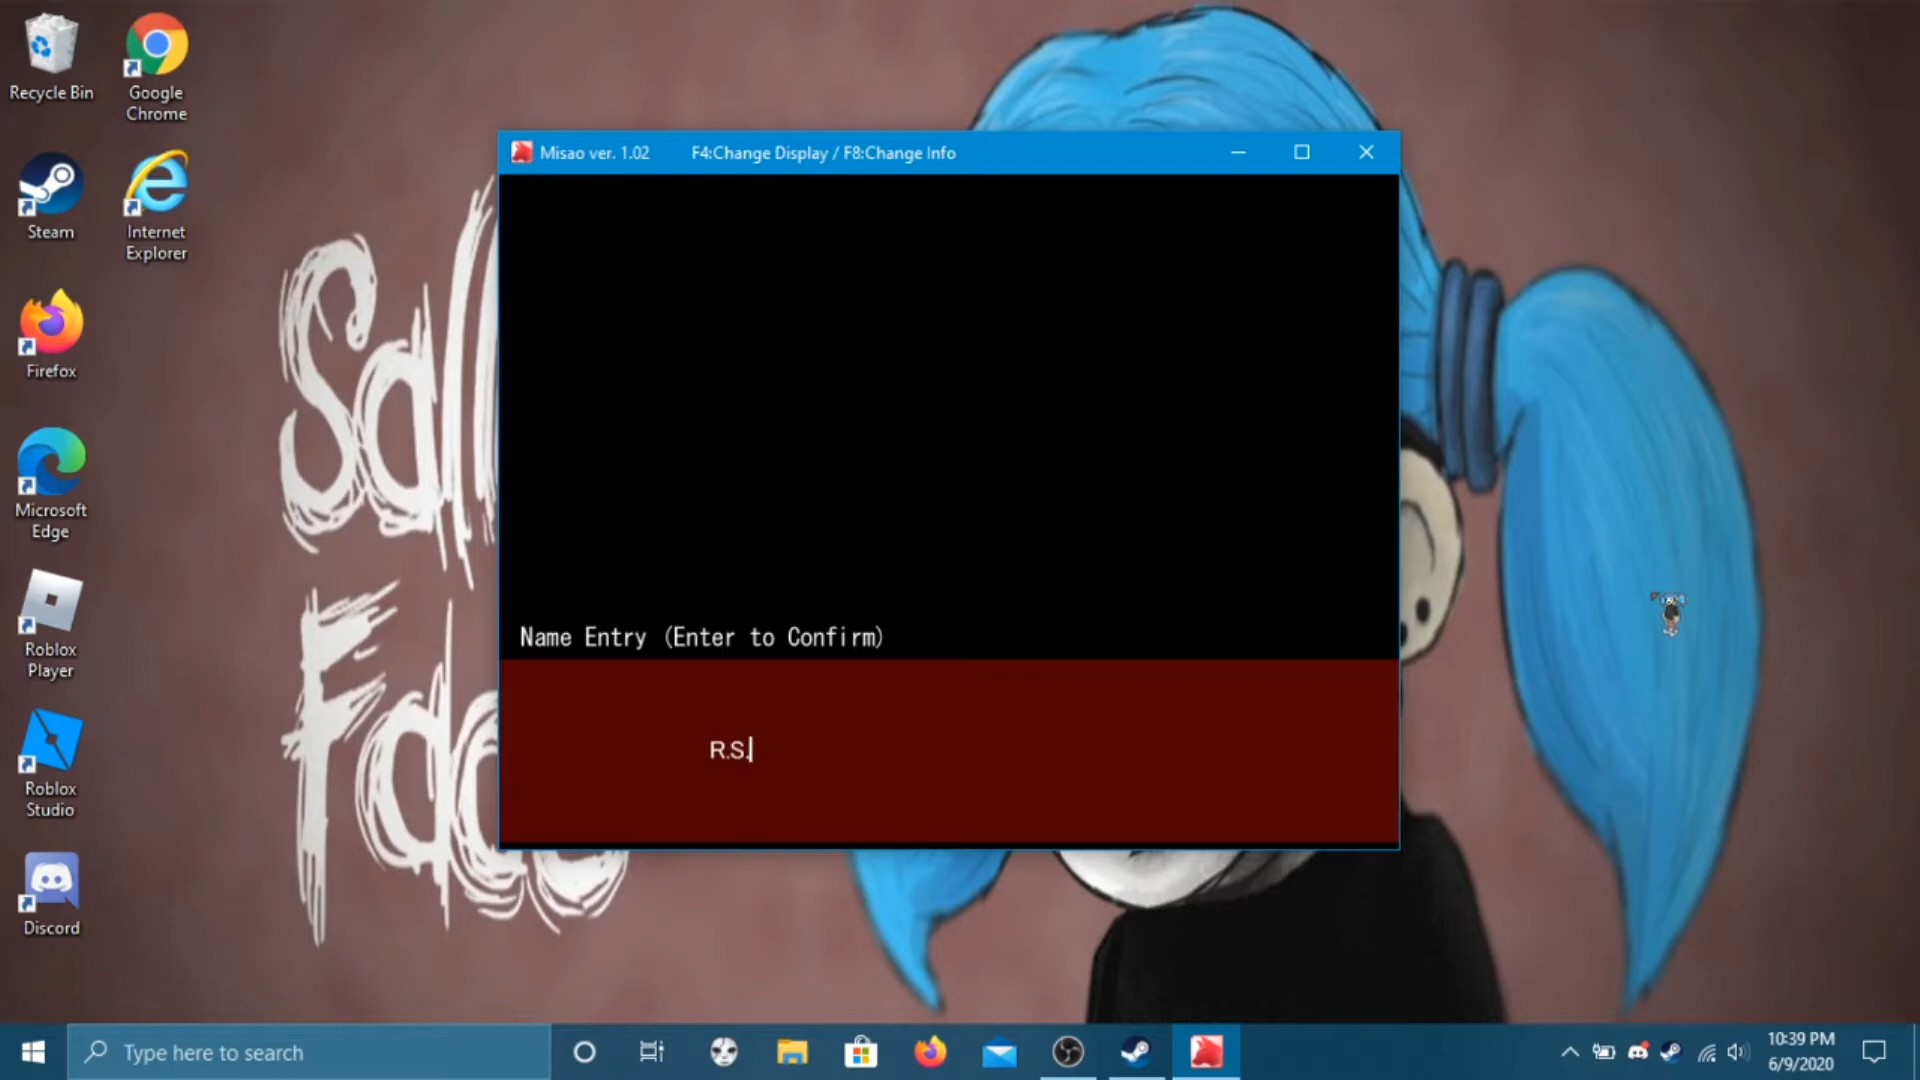 Recycle Bin
Google
Chrome
Steam
Internet
Explorer
Firefox
Microsoft
Edge
Roblox
Player
Roblox
Studio
Discord
Misao ver. 1.02 F4:Change Display / F8:Change Info
Name Entry (Enter to Confirm)
R.S.
Sall
Fac
Type here to search
10:39 PM
6/9/2020